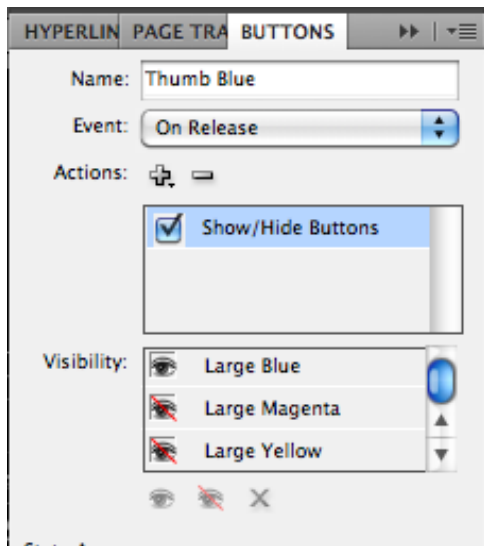 HYPERLIN PAGE TRA BUTTONS
Name: Thumb Blue
Event: On Release
Actions:
Show/Hide Buttons
Visibility: Large Blue
Large Magenta
Large Yellow